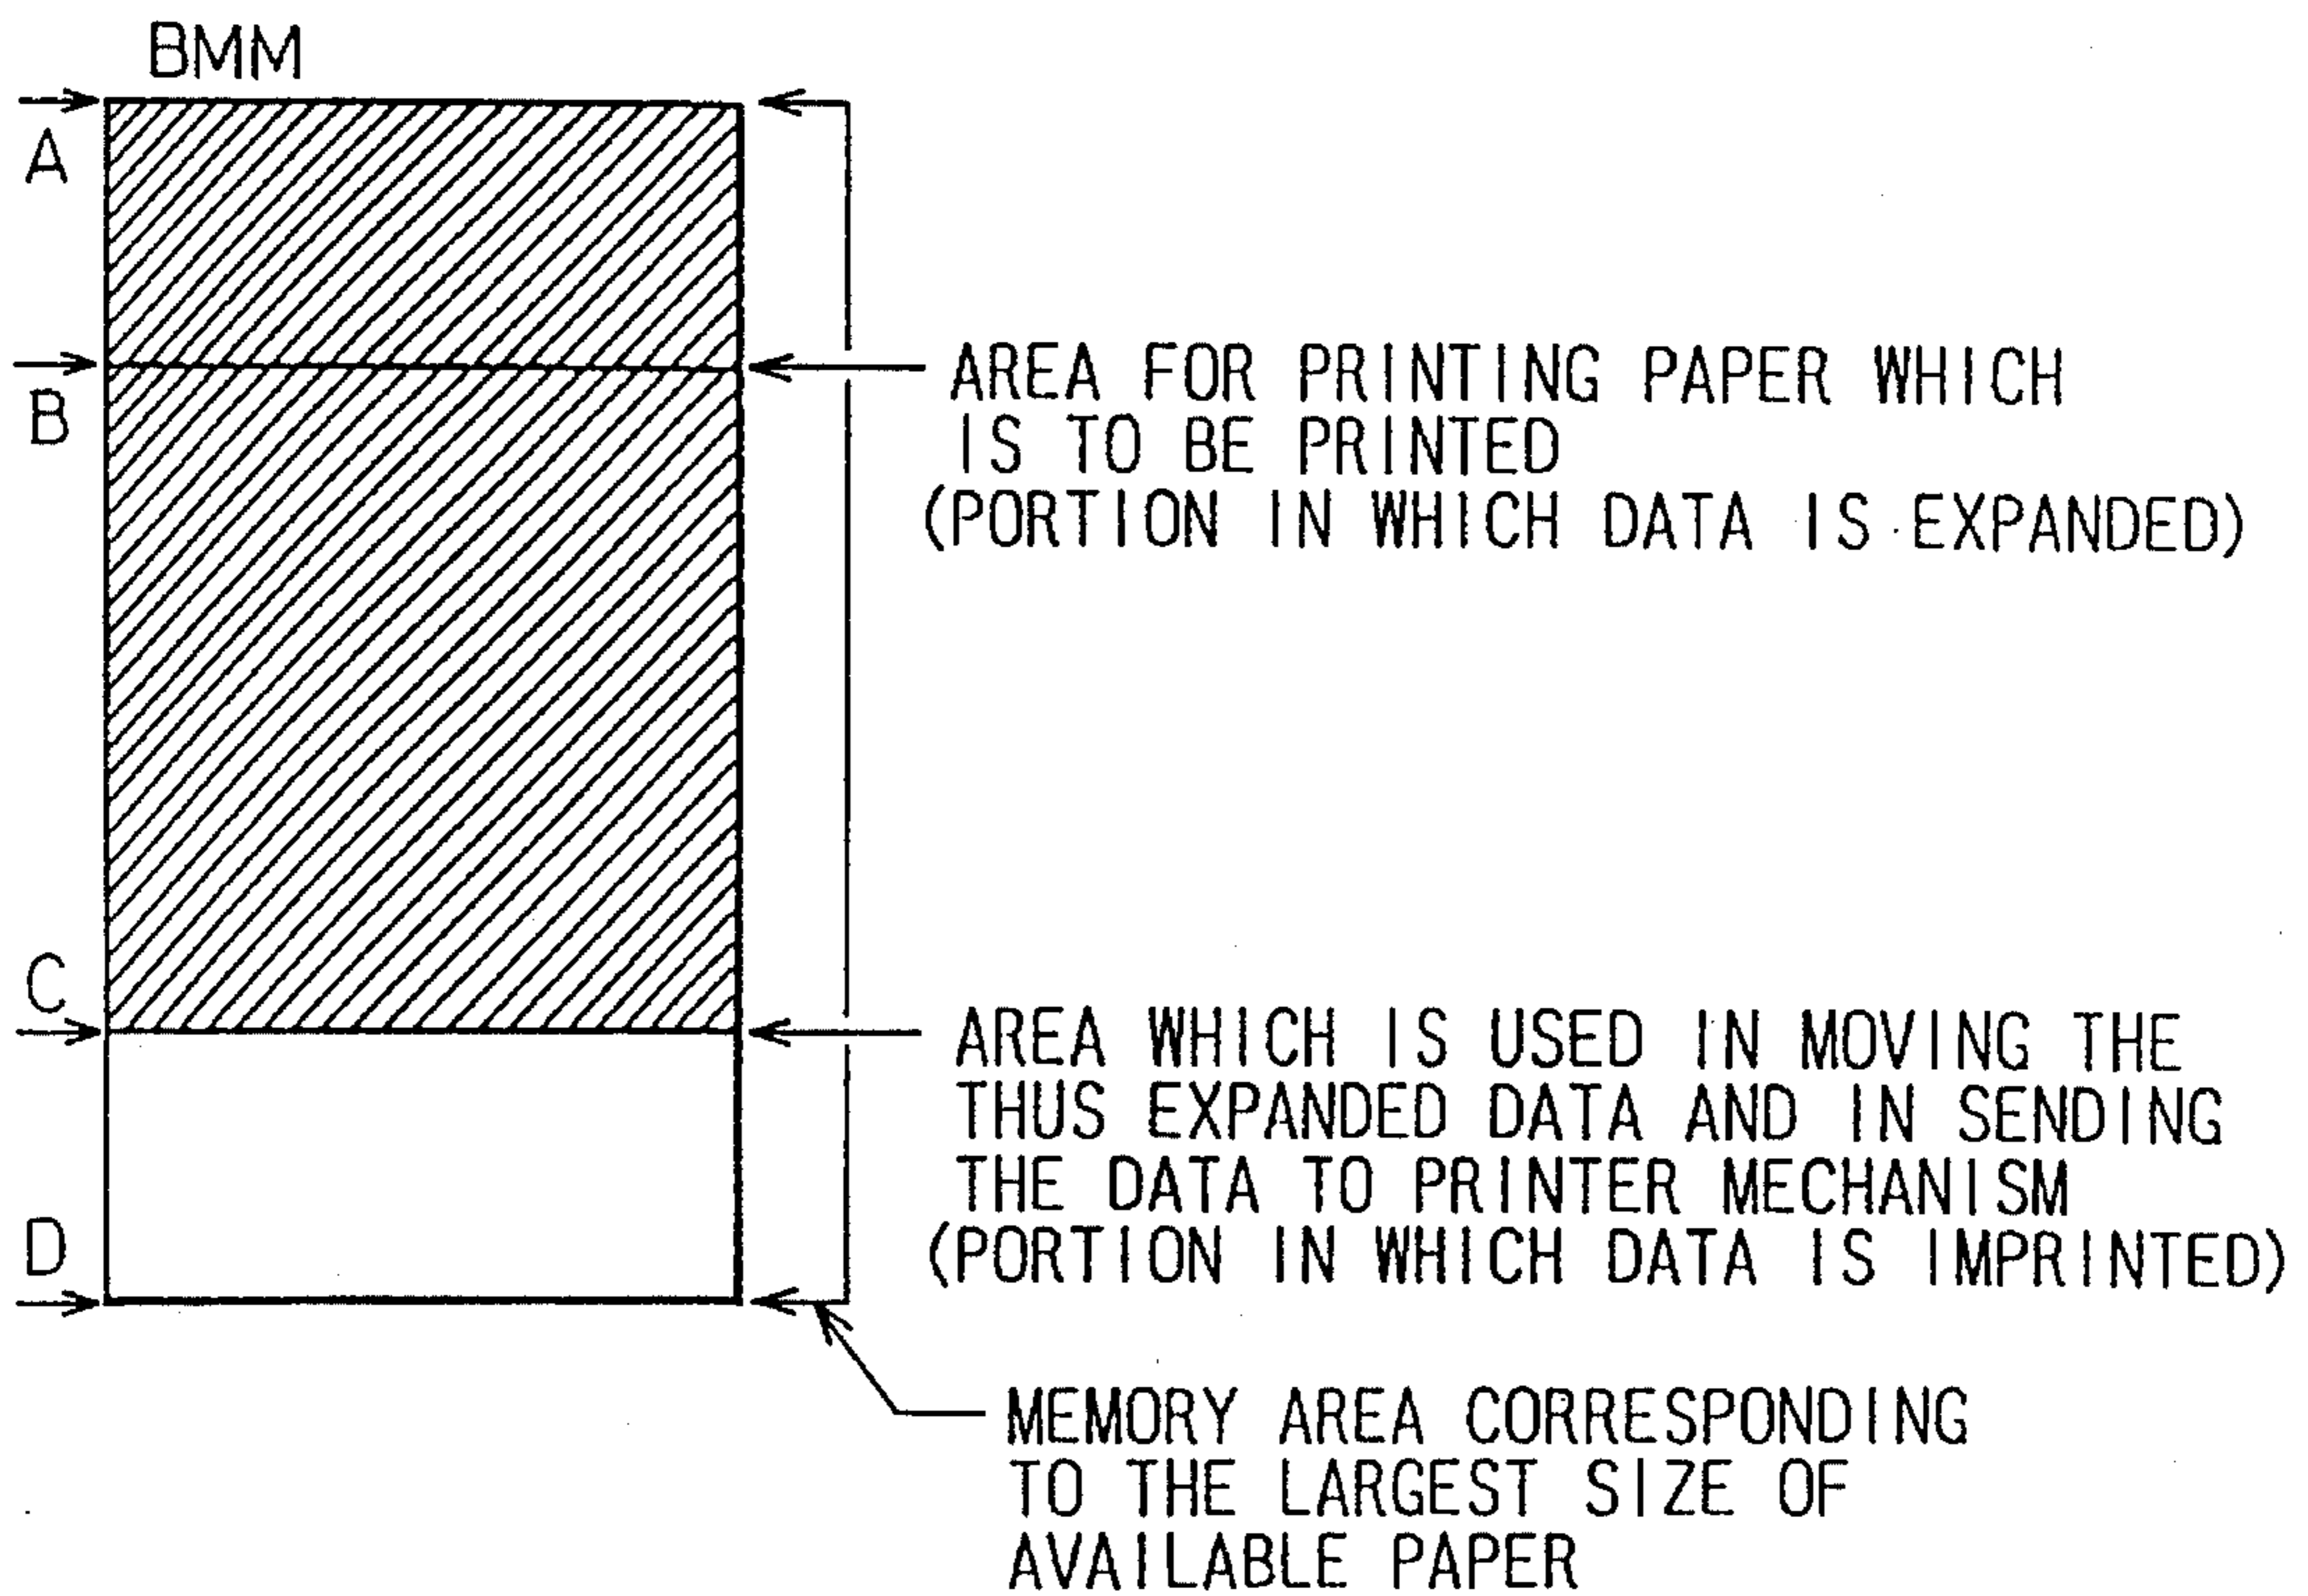 BMM
A
B
AREA FOR PRINTING PAPER WHICH
IS TO BE PRINTED
(PORTION IN WHICH DATA IS EXPANDED)
C
AREA WHICH IS USED IN MOVING THE
THUS EXPANDED DATA AND IN SENDING
THE DATA TO PRINTER MECHANISM
(PORTION IN WHICH DATA IS IMPRINTED)
D
MEMORY AREA CORRESPONDING
TO THE LARGEST SIZE OF
AVAILABLE PAPER